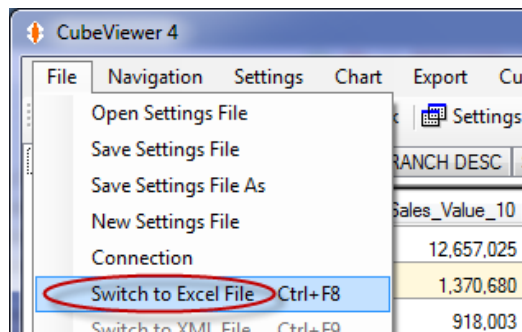 CubeViewer 4
File Navigation Settings Chart Export Cu
Open Settings File
Settings
Save Settings File
RANCH DESC
Save Settings File As
New Settings File
Sales_Value_10
Connection
12,657,025
Switch to Excel File Ctrl+F8
1,370,680
Switch to XML File Ctrl+F9
918,003